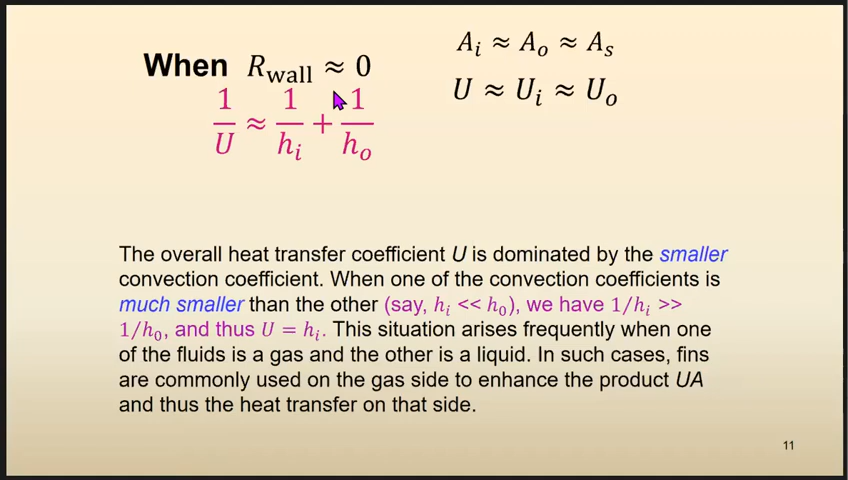 When R_wall ≈ 0
A_i ≈ A_o ≈ A_s
U ≈ U_i ≈ U_o
1/U ≈ 1/h_i + 1/h_o
The overall heat transfer coefficient U is dominated by the smaller
convection coefficient. When one of the convection coefficients is
much smaller than the other (say, h_i << h_0), we have 1/h_i >>
1/h_0, and thus U = h_i. This situation arises frequently when one
of the fluids is a gas and the other is a liquid. In such cases, fins
are commonly used on the gas side to enhance the product UA
and thus the heat transfer on that side.
11